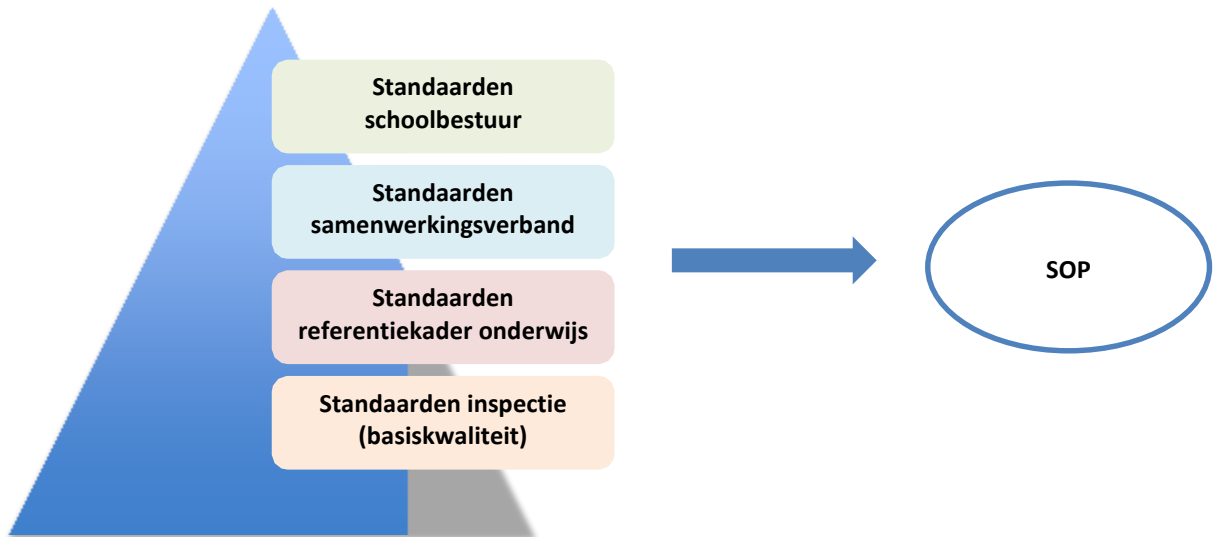 Standaarden
schoolbestuur
Standaarden
samenwerkingsverband
Standaarden
referentiekader onderwijs
Standaarden inspectie
(basiskwaliteit)
SOP